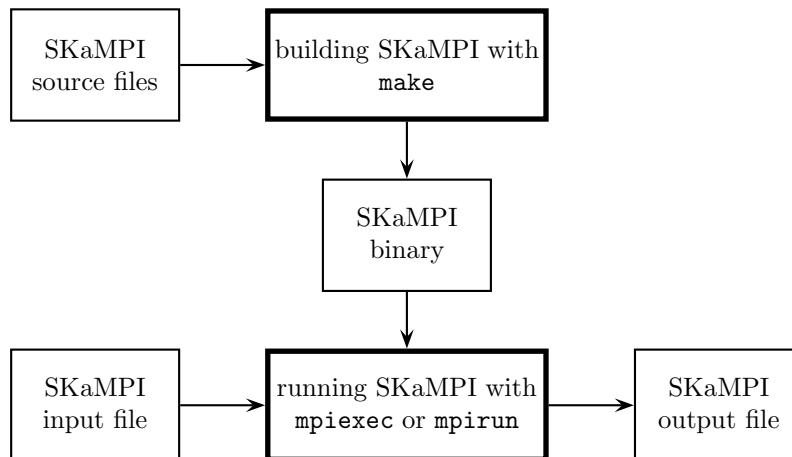 SKaMPI
source files
building SKaMPI with
make
SKaMPI
binary
SKaMPI
input file
running SKaMPI with
mpiexec or mpirun
SKaMPI
output file